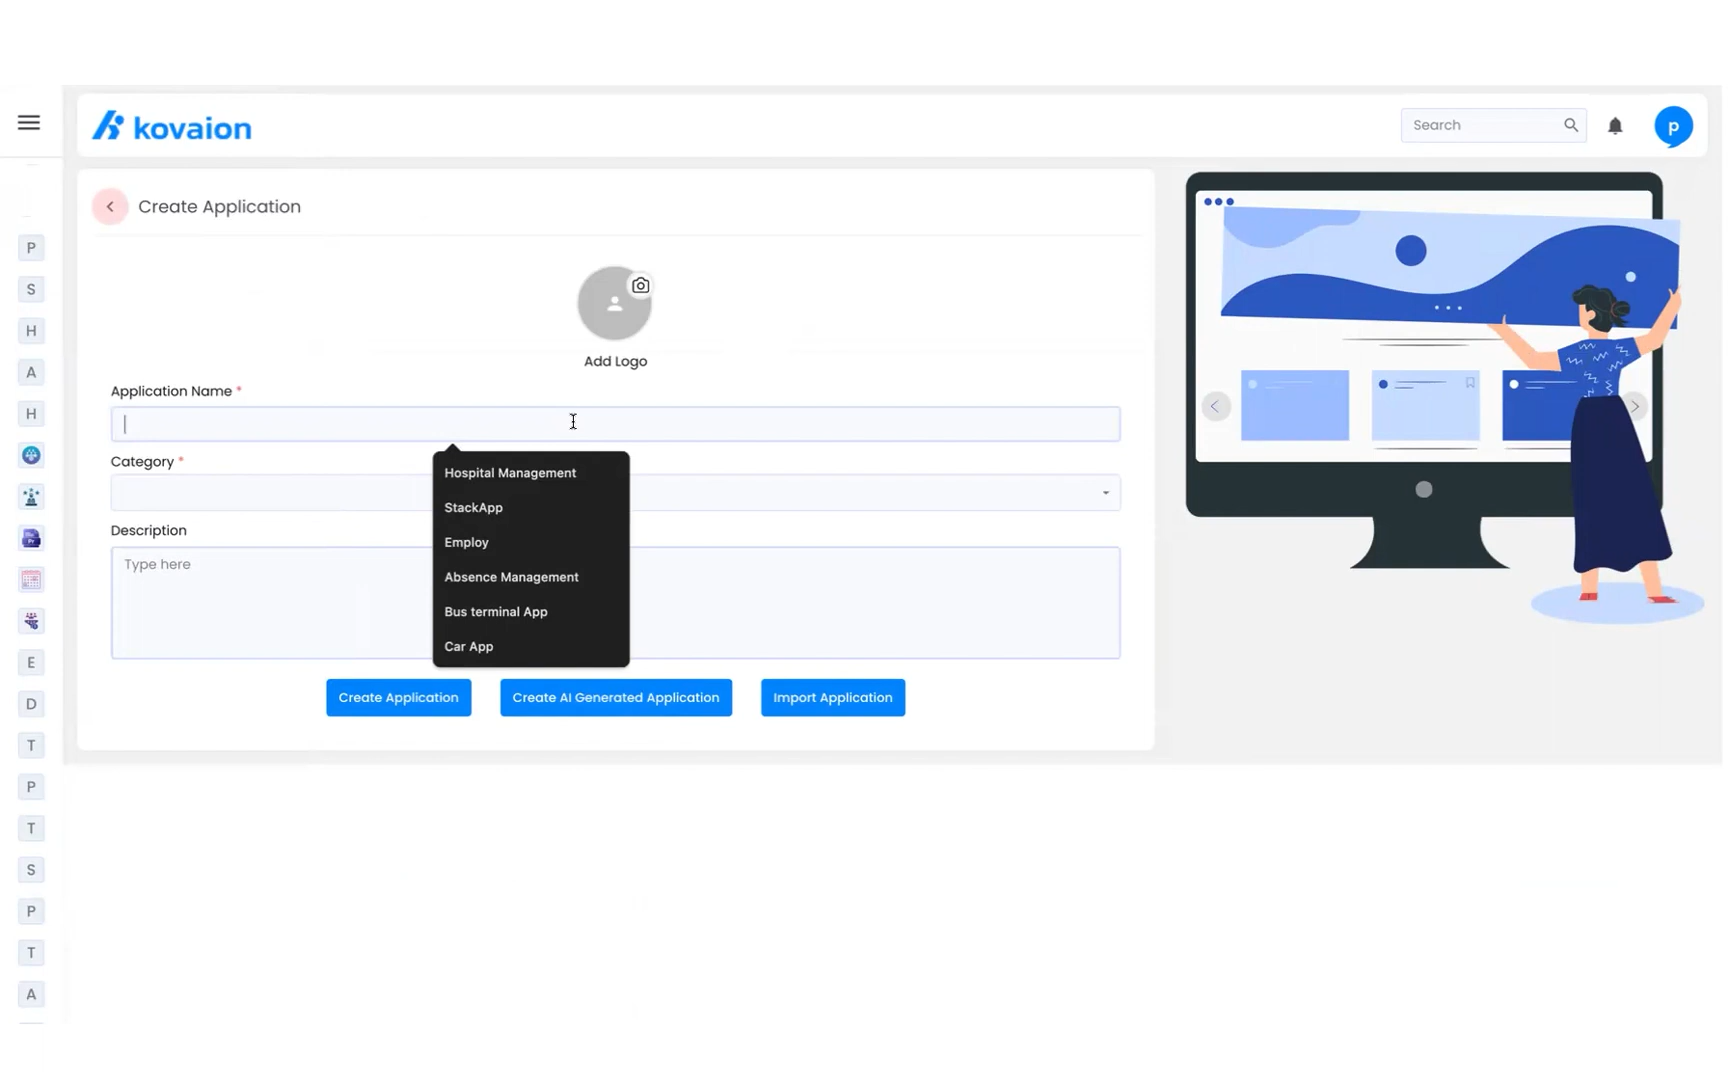 kovaion
Search
p
Create Application
Add Logo
Application Name *
Category *
Hospital Management
StackApp
Employ
Absence Management
Bus terminal App
Car App
Description
Type here
Create Application
Create AI Generated Application
Import Application
P
S
H
A
H
Pr
E
D
T
P
T
S
P
T
A